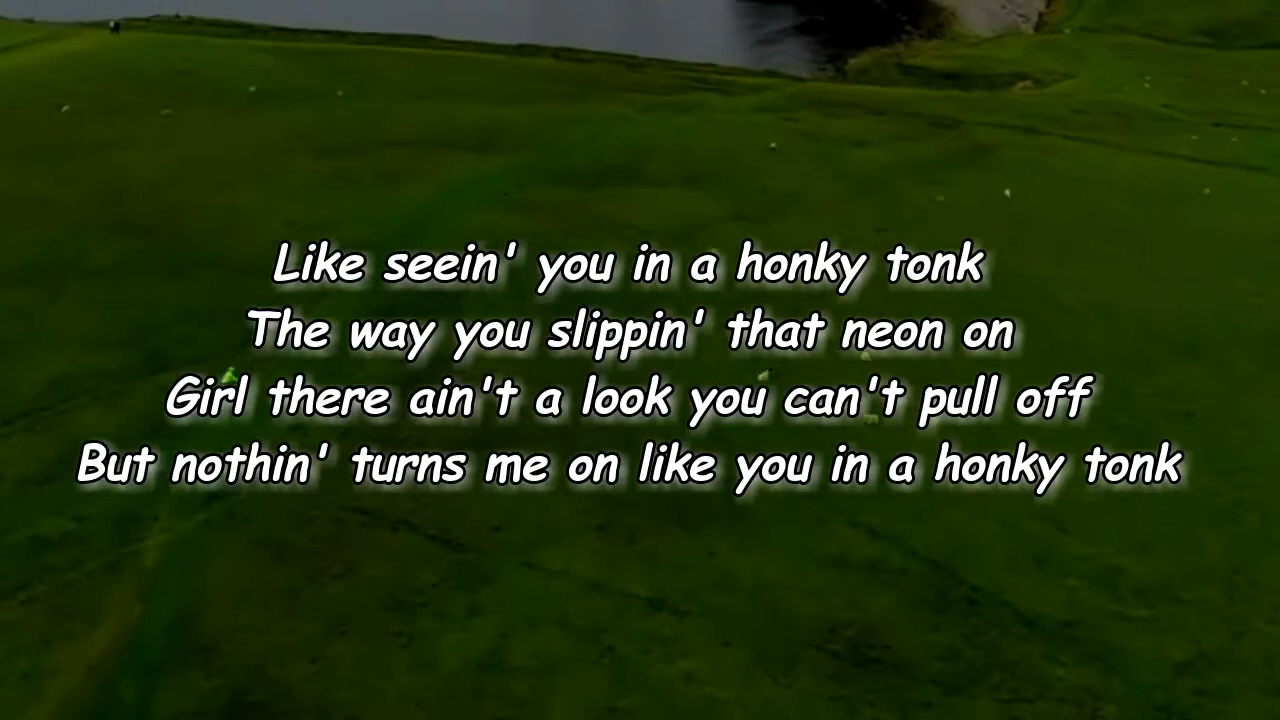 Like seein' you in a honky tonk
The way you slippin' that neon on
Girl there ain't a look you can't pull off
But nothin' turns me on like you in a honky tonk